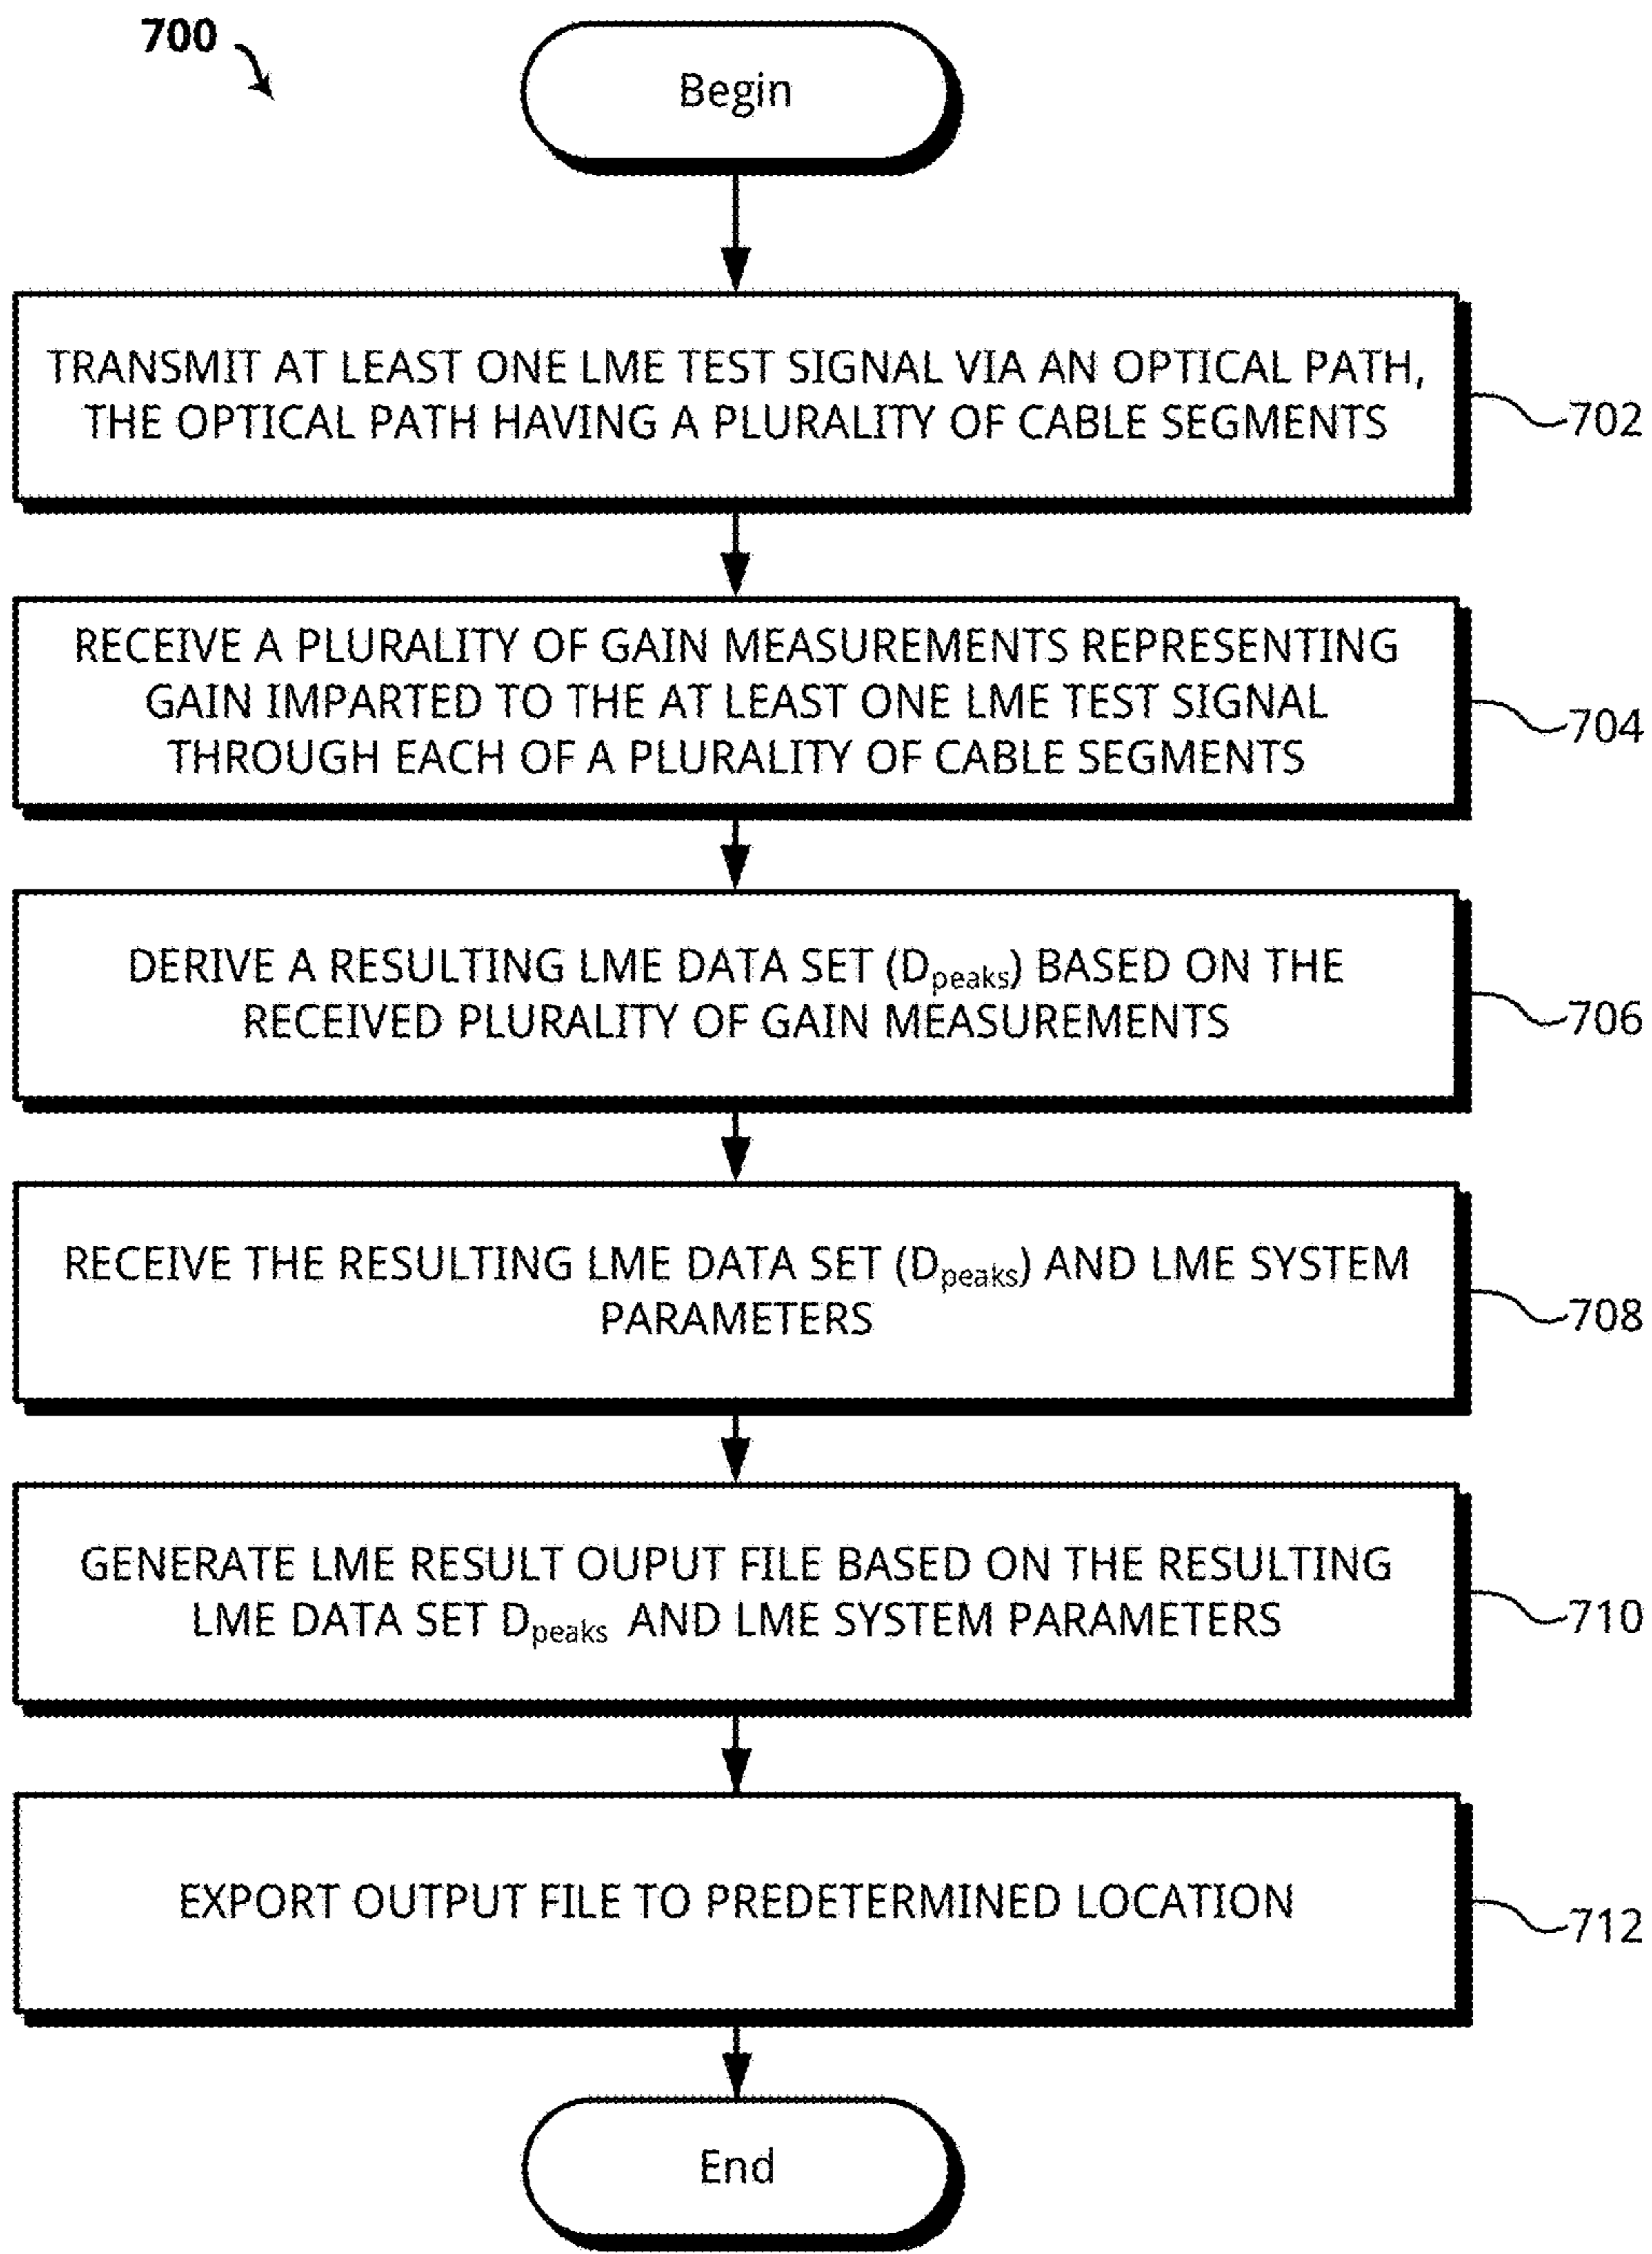 700
Begin
TRANSMIT AT LEAST ONE LME TEST SIGNAL VIA AN OPTICAL PATH,
THE OPTICAL PATH HAVING A PLURALITY OF CABLE SEGMENTS
702
RECEIVE A PLURALITY OF GAIN MEASUREMENTS REPRESENTING
GAIN IMPARTED TO THE AT LEAST ONE LME TEST SIGNAL
THROUGH EACH OF A PLURALITY OF CABLE SEGMENTS
704
DERIVE A RESULTING LME DATA SET (Dpeaks) BASED ON THE
RECEIVED PLURALITY OF GAIN MEASUREMENTS
706
RECEIVE THE RESULTING LME DATA SET (Dpeaks) AND LME SYSTEM
PARAMETERS
708
GENERATE LME RESULT OUPUT FILE BASED ON THE RESULTING
LME DATA SET Dpeaks AND LME SYSTEM PARAMETERS
710
EXPORT OUTPUT FILE TO PREDETERMINED LOCATION
712
End